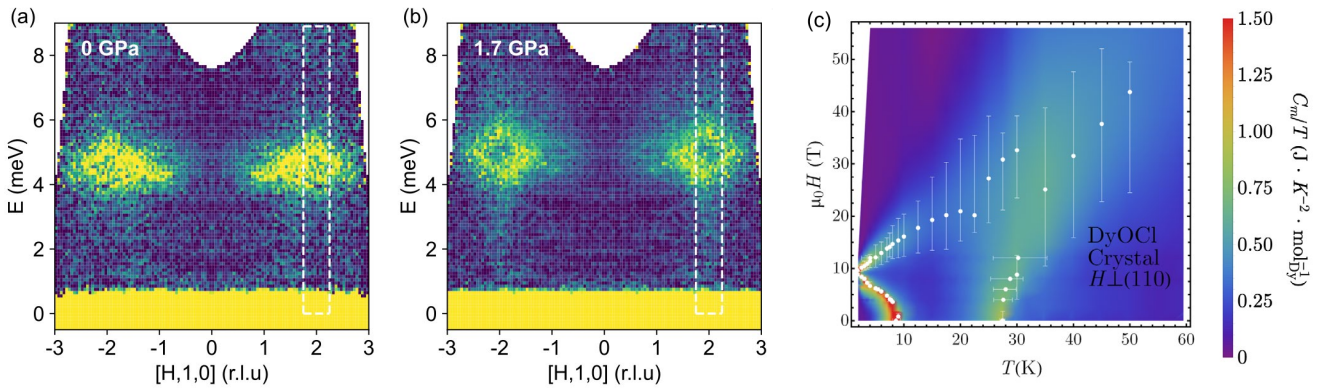 (a)
0 GPa
E (meV)
8
6
4
2
0
-3 -2 -1 0 1 2 3
[H,1,0] (r.l.u)
(b)
1.7 GPa
E (meV)
8
6
4
2
0
-3 -2 -1 0 1 2 3
[H,1,0] (r.l.u)
(c)
μ₀H (T)
50
40
30
20
10
0
DyOCl
Crystal
H⊥(110)
10 20 30 40 50 60
T(K)
1.50
1.25
1.00
0.75
0.50
0.25
0
C_m/T (J · K⁻² · mol⁻¹_Dy)